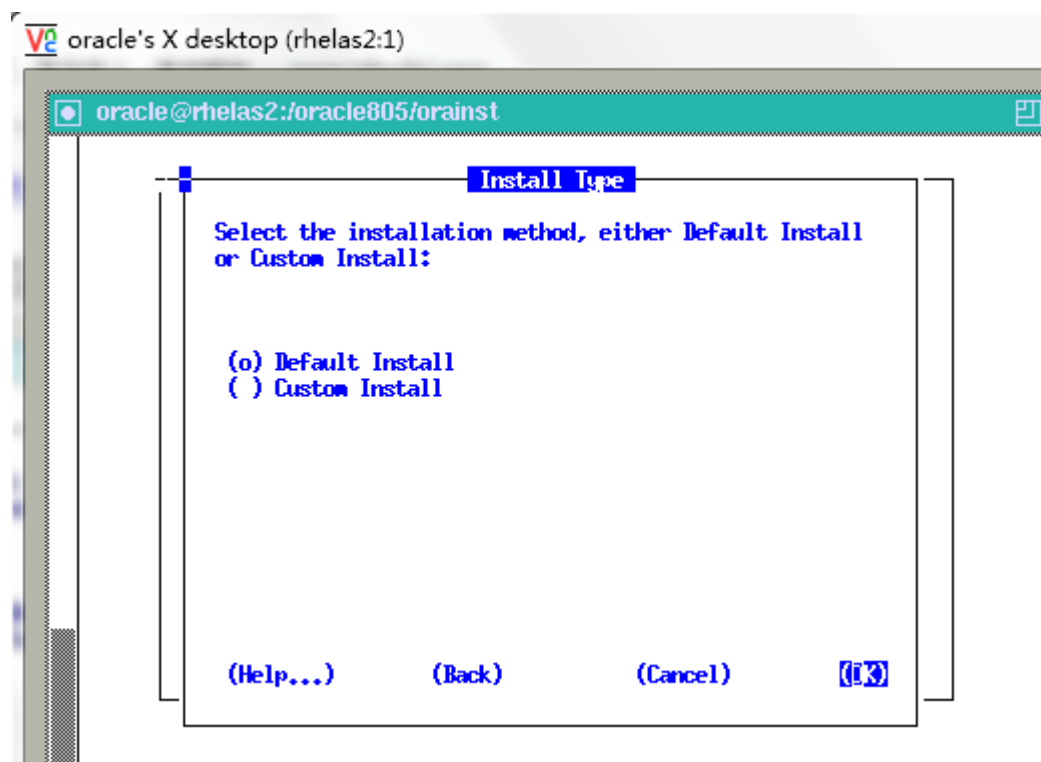 oracle's X desktop (rhelas2:1)
oracle@rhelas2:/oracle805/orainst
Install Type
Select the installation method, either Default Install
or Custom Install:
(o) Default Install
( ) Custom Install
(Help...) (Back) (Cancel) (OK)